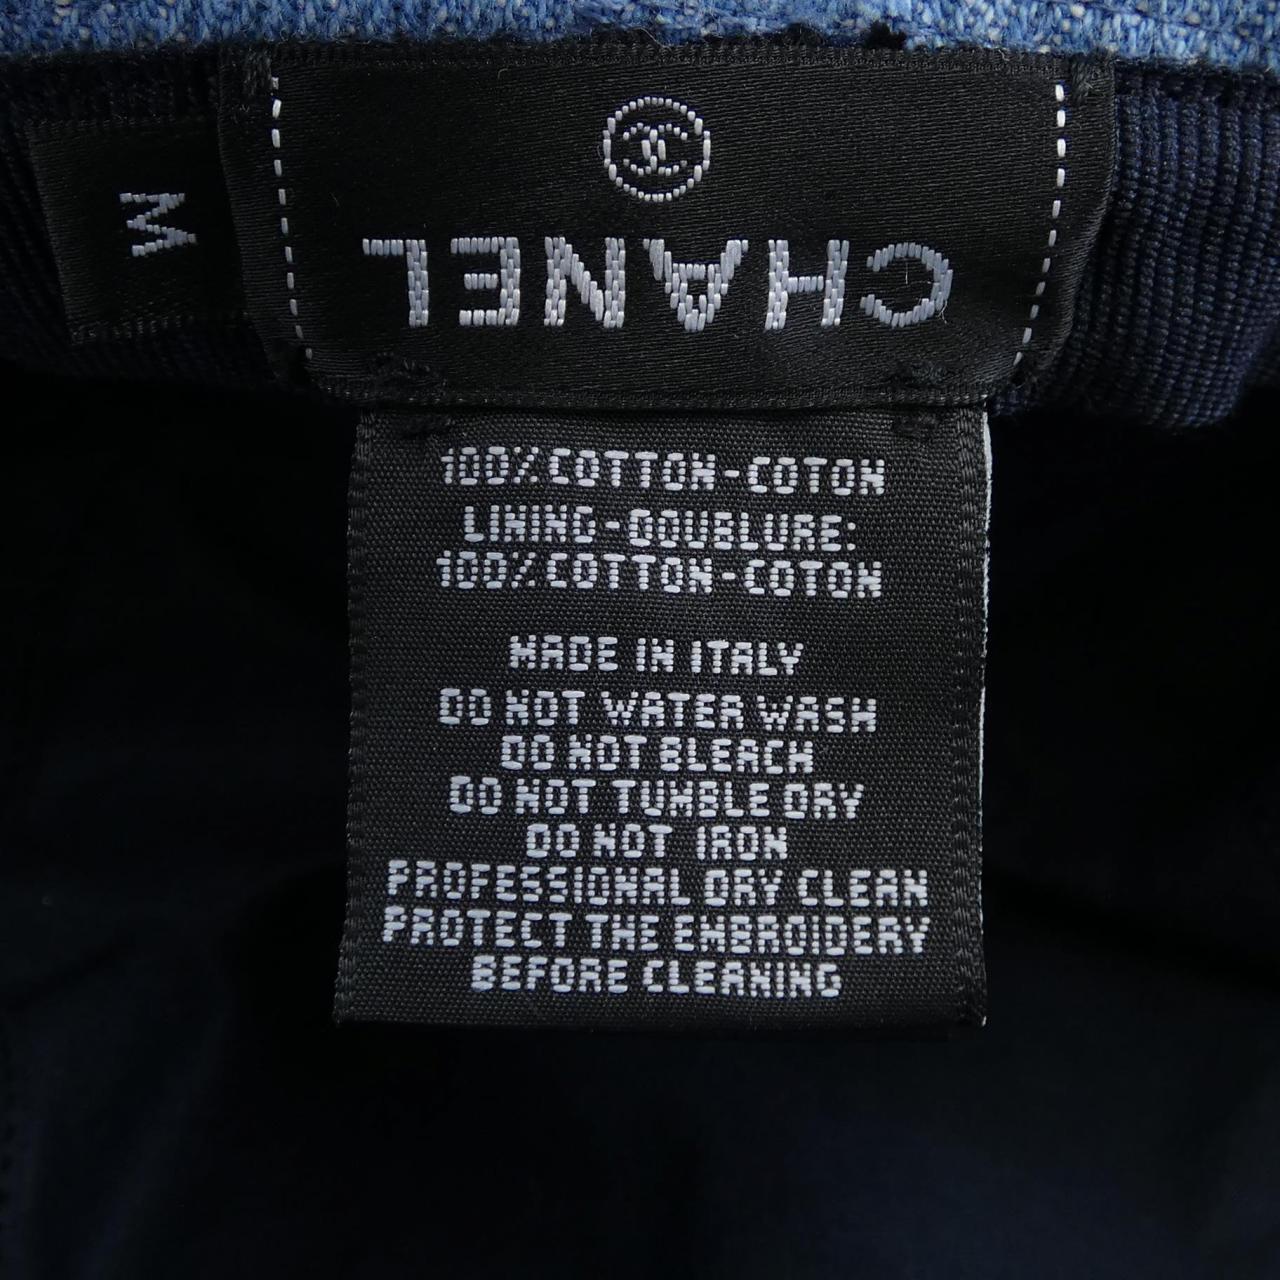 M
CHANEL
100% COTTON-COTON
LINING-DOUBLURE:
100% COTTON-COTON
MADE IN ITALY
DO NOT WATER WASH
DO NOT BLEACH
DO NOT TUMBLE DRY
DO NOT IRON
PROFESSIONAL DRY CLEAN
PROTECT THE EMBROIDERY
BEFORE CLEANING